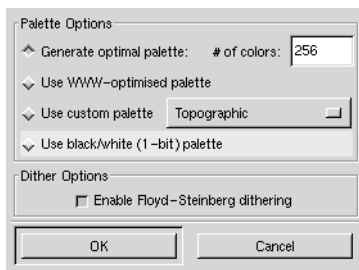 Palette Options
Generate optimal palette: # of colors: 256
Use WWW-optimised palette
Use custom palette Topographic
Use black/white (1-bit) palette
Dither Options
Enable Floyd-Steinberg dithering
OK Cancel